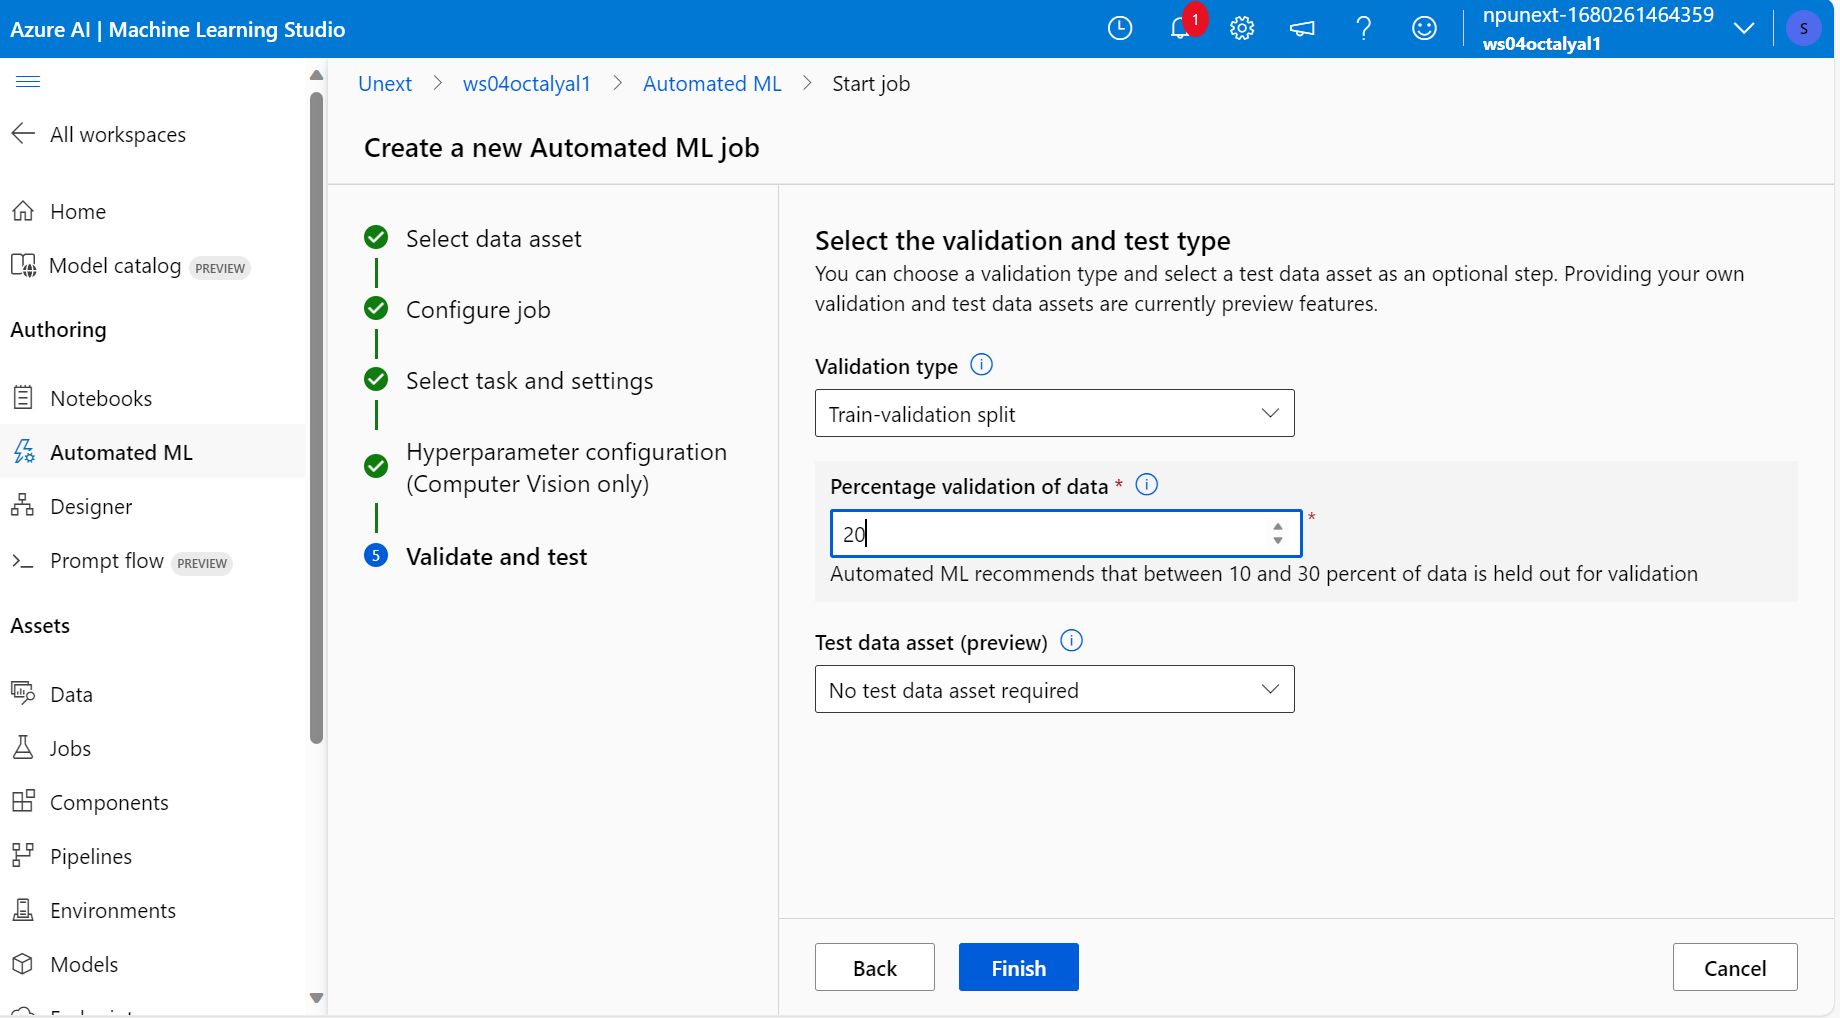 Azure AI | Machine Learning Studio
1
npunext-1680261464359
ws04octalyal1
S
All workspaces
Home
Model catalog PREVIEW
Authoring
Notebooks
Automated ML
Designer
Prompt flow PREVIEW
Assets
Data
Jobs
Components
Pipelines
Environments
Models
Unext > ws04octalyal1 > Automated ML > Start job
Create a new Automated ML job
Select data asset
Configure job
Select task and settings
Hyperparameter configuration
(Computer Vision only)
5 Validate and test
Select the validation and test type
You can choose a validation type and select a test data asset as an optional step. Providing your own
validation and test data assets are currently preview features.
Validation type
Train-validation split
Percentage validation of data *
20 *
Automated ML recommends that between 10 and 30 percent of data is held out for validation
Test data asset (preview)
No test data asset required
Back
Finish
Cancel